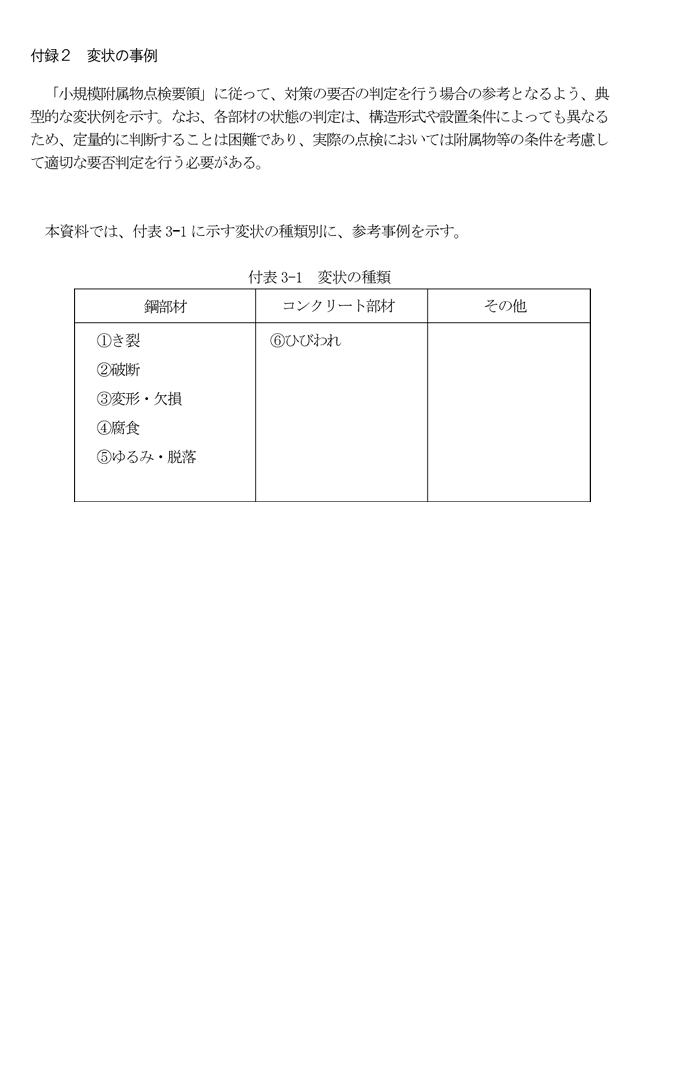 付録２　変状の事例
「小規模附属物点検要領」に従って、対策の要否の判定を行う場合の参考となるよう、典
型的な変状例を示す。なお、各部材の状態の判定は、構造形式や設置条件によっても異なる
ため、定量的に判断することは困難であり、実際の点検においては附属物等の条件を考慮し
て適切な要否判定を行う必要がある。
本資料では、付表 3-1 に示す変状の種類別に、参考事例を示す。
付表 3-1　変状の種類
鋼部材　コンクリート部材　その他
①き裂　⑥ひびわれ
②破断
③変形・欠損
④腐食
⑤ゆるみ・脱落